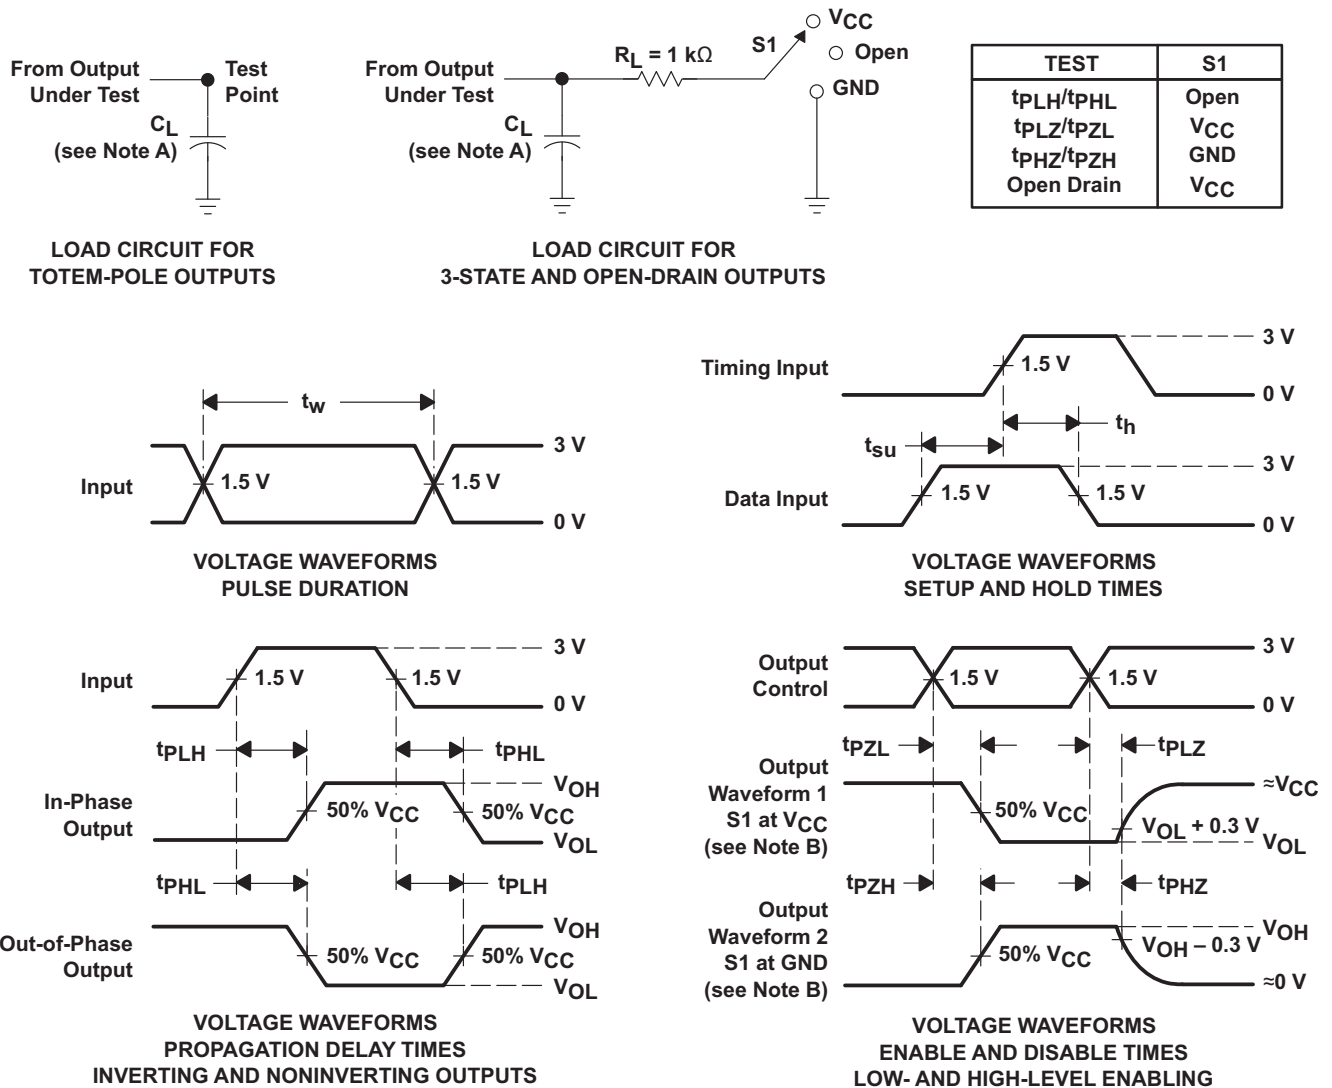 From Output
Under Test
Test
Point
CL
(see Note A)
LOAD CIRCUIT FOR
TOTEM-POLE OUTPUTS
From Output
Under Test
CL
(see Note A)
RL = 1 kΩ
S1
VCC
Open
GND
LOAD CIRCUIT FOR
3-STATE AND OPEN-DRAIN OUTPUTS
TEST S1
tPLH/tPHL Open
tPLZ/tPZL VCC
tPHZ/tPZH GND
Open Drain VCC
tw
Input
1.5 V
1.5 V
3 V
0 V
VOLTAGE WAVEFORMS
PULSE DURATION
Timing Input
1.5 V
3 V
0 V
th
tsu
Data Input
1.5 V
1.5 V
3 V
0 V
VOLTAGE WAVEFORMS
SETUP AND HOLD TIMES
Input
1.5 V
1.5 V
3 V
0 V
tPLH
tPHL
In-Phase
Output
50% VCC
50% VCC
VOH
VOL
tPHL
tPLH
Out-of-Phase
Output
50% VCC
50% VCC
VOH
VOL
VOLTAGE WAVEFORMS
PROPAGATION DELAY TIMES
INVERTING AND NONINVERTING OUTPUTS
Output
Control
1.5 V
1.5 V
3 V
0 V
tPZL
tPLZ
Output
Waveform 1
S1 at VCC
(see Note B)
50% VCC
VOL + 0.3 V
≈VCC
VOL
tPZH
tPHZ
Output
Waveform 2
S1 at GND
(see Note B)
50% VCC
VOH – 0.3 V
VOH
≈0 V
VOLTAGE WAVEFORMS
ENABLE AND DISABLE TIMES
LOW- AND HIGH-LEVEL ENABLING